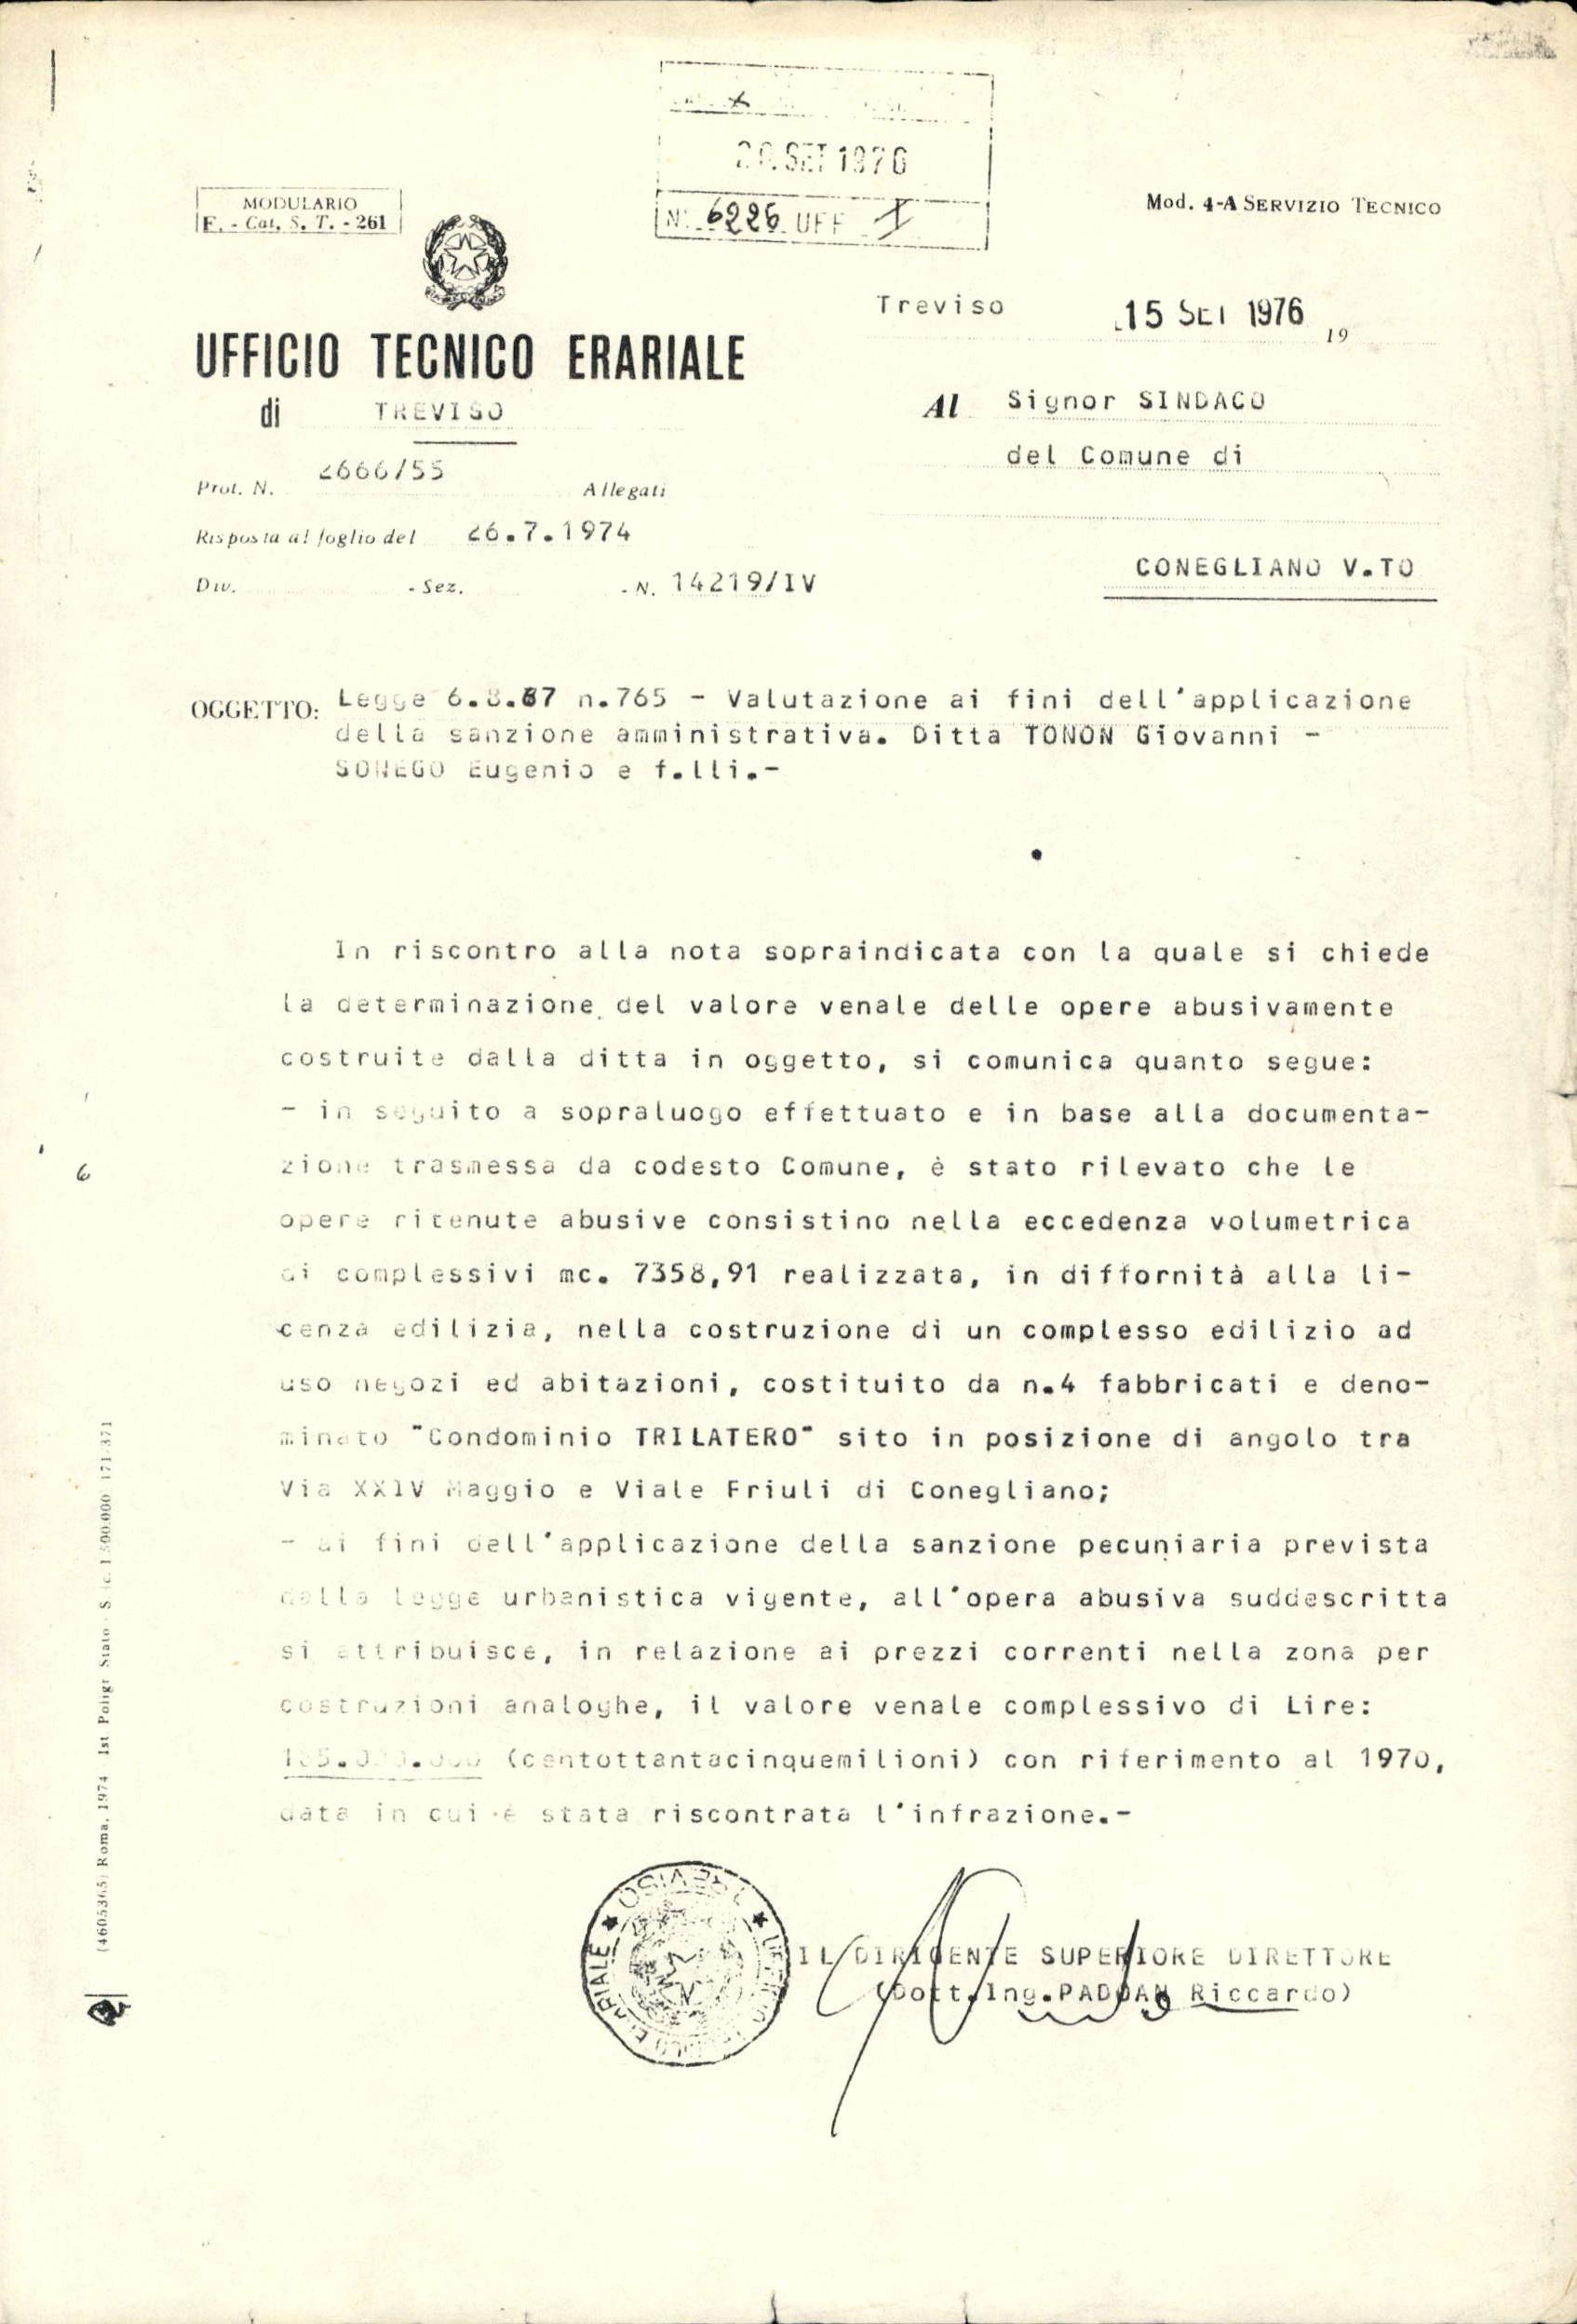 SET 1976
N. 6226 UFF
MODULARIO
F. - Cat. S. T. - 261
Mod. 4-A SERVIZIO TECNICO
Treviso 15 SET 1976 19
UFFICIO TECNICO ERARIALE
di TREVISO
Al Signor SINDACO
del Comune di
CONEGLIANO V.TO
Prot. N. 2666/55 Allegati
Risposta al foglio del 26.7.1974
Div. - Sez. - N. 14219/IV
OGGETTO: Legge 6.8.67 n.765 - Valutazione ai fini dell'applicazione
della sanzione amministrativa. Ditta TONON Giovanni -
SONEGO Eugenio e f.lli.-
In riscontro alla nota sopraindicata con la quale si chiede
la determinazione del valore venale delle opere abusivamente
costruite dalla ditta in oggetto, si comunica quanto segue:
- in seguito a sopraluogo effettuato e in base alla documenta-
zione trasmessa da codesto Comune, è stato rilevato che le
opere ritenute abusive consistino nella eccedenza volumetrica
di complessivi mc. 7358,91 realizzata, in differnità alla li-
cenza edilizia, nella costruzione di un complesso edilizio ad
uso negozi ed abitazioni, costituito da n.4 fabbricati e deno-
minato "Condominio TRILATERO" sito in posizione di angolo tra
Via XXIV Maggio e Viale Friuli di Conegliano;
- ai fini dell'applicazione della sanzione pecuniaria prevista
dalla legge urbanistica vigente, all'opera abusiva suddescritta
si attribuisce, in relazione ai prezzi correnti nella zona per
costruzioni analoghe, il valore venale complessivo di Lire:
185.000.000 (centottantacinquemilioni) con riferimento al 1970,
data in cui è stata riscontrata l'infrazione.-
IL DIRIGENTE SUPERIORE DIRETTORE
(Dott.Ing.PADOAN Riccardo)
TREVISO
ERARIALE
6
(4605365) Roma, 1974 Ist Poligr Stato S (c. 1.500.000)